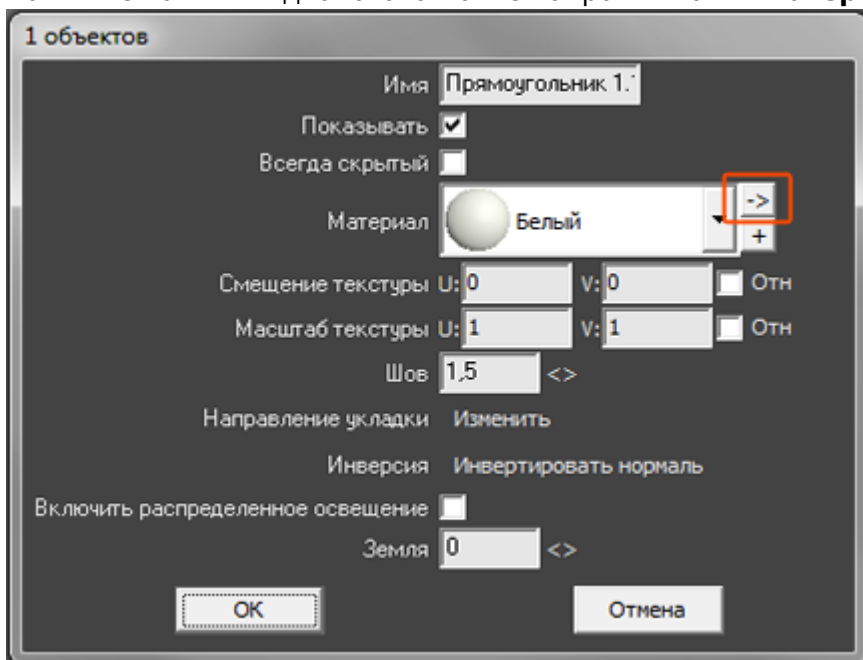 1 объектов
Имя Прямоугольник 1.
Показывать
Всегда скрытый
Материал Белый -> +
Смещение текстуры U: 0 V: 0 Отн
Масштаб текстуры U: 1 V: 1 Отн
Шов 1,5 <>
Направление укладки Изменить
Инверсия Инвертировать нормаль
Включить распределенное освещение
Земля 0 <>
ОК Отмена